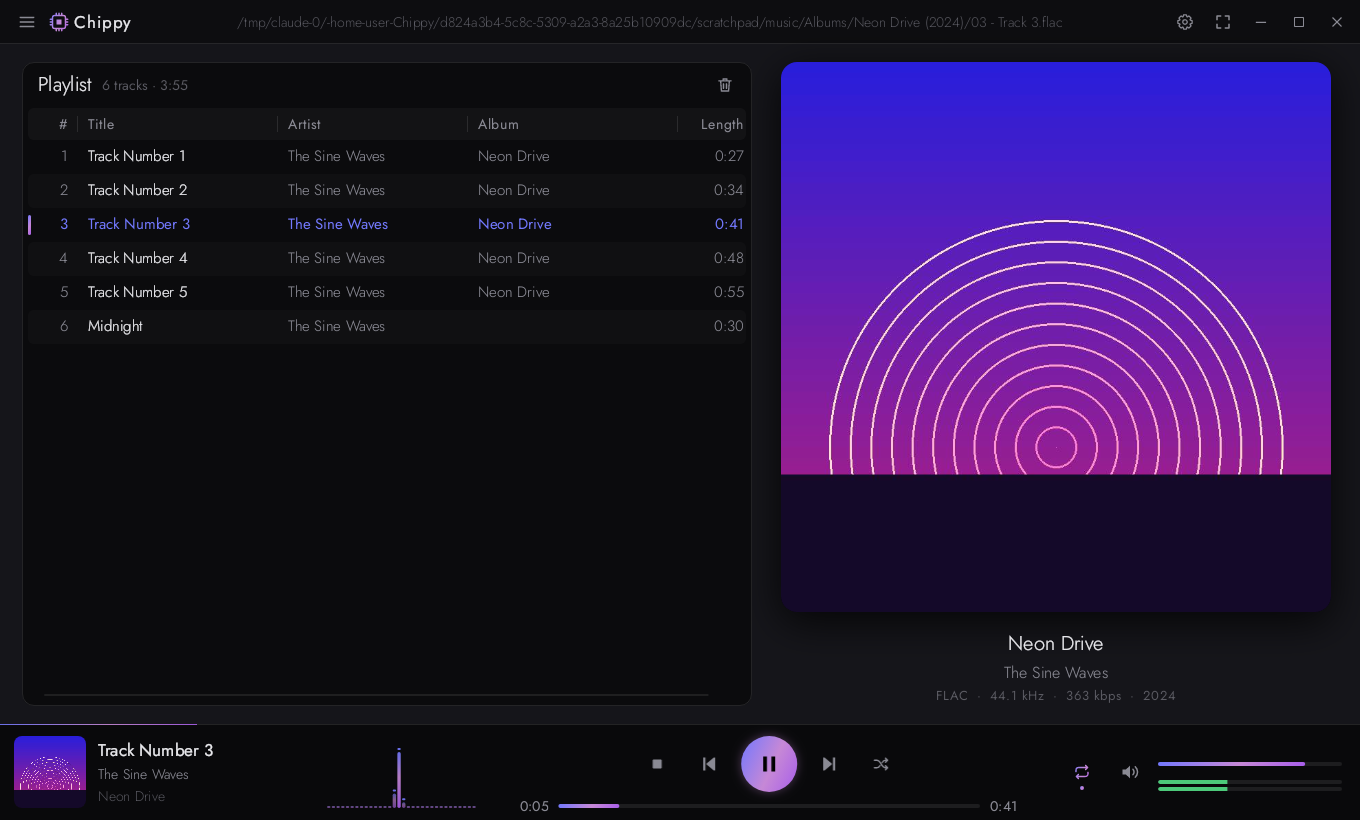 Chippy
/tmp/claude-0/-home-user-Chippy/d824a3b4-5c8c-5309-a2a3-8a25b10909dc/scratchpad/music/Albums/Neon Drive (2024)/03 - Track 3.flac
Playlist 6 tracks · 3:55
# Title Artist Album Length
1 Track Number 1 The Sine Waves Neon Drive 0:27
2 Track Number 2 The Sine Waves Neon Drive 0:34
3 Track Number 3 The Sine Waves Neon Drive 0:41
4 Track Number 4 The Sine Waves Neon Drive 0:48
5 Track Number 5 The Sine Waves Neon Drive 0:55
6 Midnight The Sine Waves 0:30
Neon Drive
The Sine Waves
FLAC · 44.1 kHz · 363 kbps · 2024
Track Number 3
The Sine Waves
Neon Drive
0:05 0:41